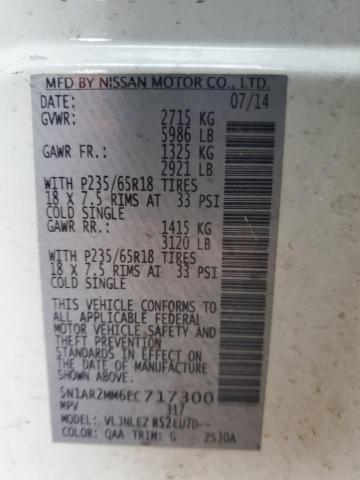 MFD BY NISSAN MOTOR CO., LTD.
DATE: 07/14
GVWR: 2715 KG
5986 LB
GAWR FR.: 1325 KG
2921 LB
WITH P235/65R18 TIRES
18 X 7.5 RIMS AT 33 PSI
COLD SINGLE
GAWR RR.: 1415 KG
3120 LB
WITH P235/65R18 TIRES
18 X 7.5 RIMS AT 33 PSI
COLD SINGLE
THIS VEHICLE CONFORMS TO
ALL APPLICABLE FEDERAL
MOTOR VEHICLE SAFETY AND
THEFT PREVENTION
STANDARDS IN EFFECT ON
THE DATE OF MANUFACTURE
SHOWN ABOVE.
5N1AR2MM6EC717300
MPV 317
MODEL: VLJNLEZ R52EU7D--
COLOR: QAA TRIM: G 2S30A